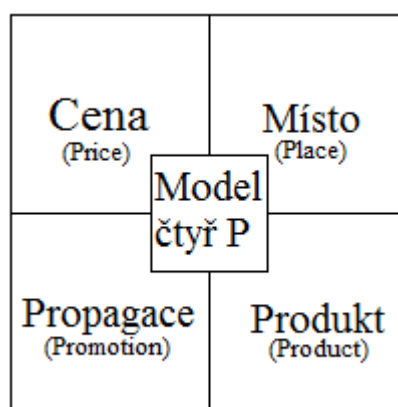 Cena
(Price)
Místo
(Place)
Model
čtyř P
Propagace
(Promotion)
Produkt
(Product)